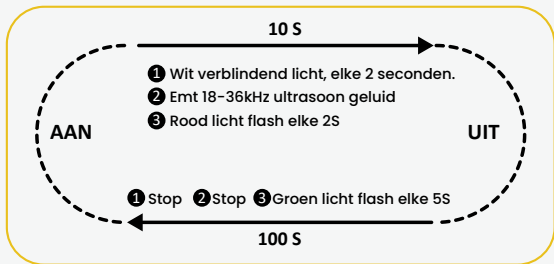 10 S
❶ Wit verblindend licht, elke 2 seconden.
❷ Emt 18-36kHz ultrasoon geluid
❸ Rood licht flash elke 2S
AAN
UIT
❶ Stop ❷ Stop ❸ Groen licht flash elke 5S
100 S